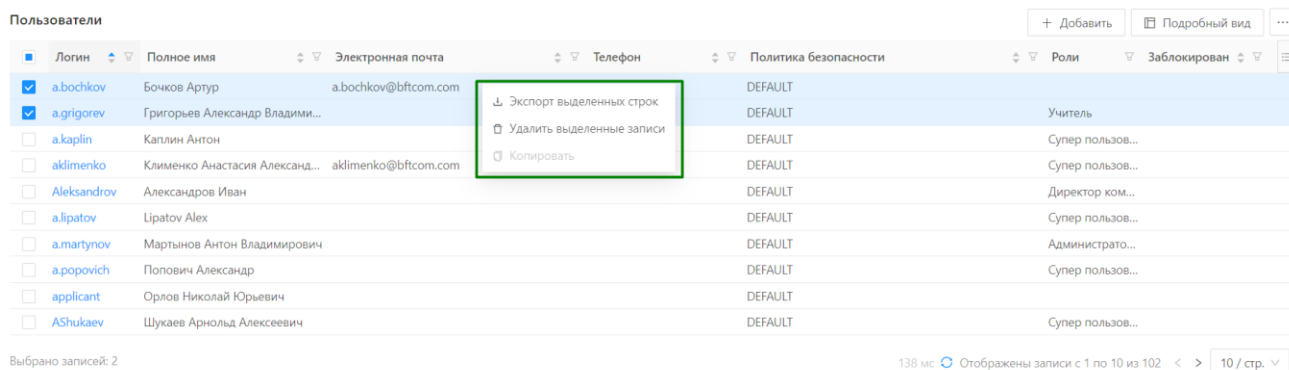 Пользователи
+ Добавить
Подробный вид
Логин Полное имя Электронная почта Телефон Политика безопасности Роли Заблокирован
a.bochkov Бочков Артур a.bochkov@bftcom.com DEFAULT
Экспорт выделенных строк
a.grigorev Григорьев Александр Владими... DEFAULT Учитель
Удалить выделенные записи
a.kaplin Каплин Антон DEFAULT Супер пользов...
Копировать
aklimenko Клименко Анастасия Александ... aklimenko@bftcom.com DEFAULT Супер пользов...
Aleksandrov Александров Иван DEFAULT Директор ком...
a.lipatov Lipatov Alex DEFAULT Супер пользов...
a.martynov Мартынов Антон Владимирович DEFAULT Администрато...
a.popovich Попович Александр DEFAULT Супер пользов...
applicant Орлов Николай Юрьевич DEFAULT
AShukaev Шукаев Арнольд Алексеевич DEFAULT Супер пользов...
Выбрано записей: 2
138 мс Отображены записи с 1 по 10 из 102 < > 10 / стр.